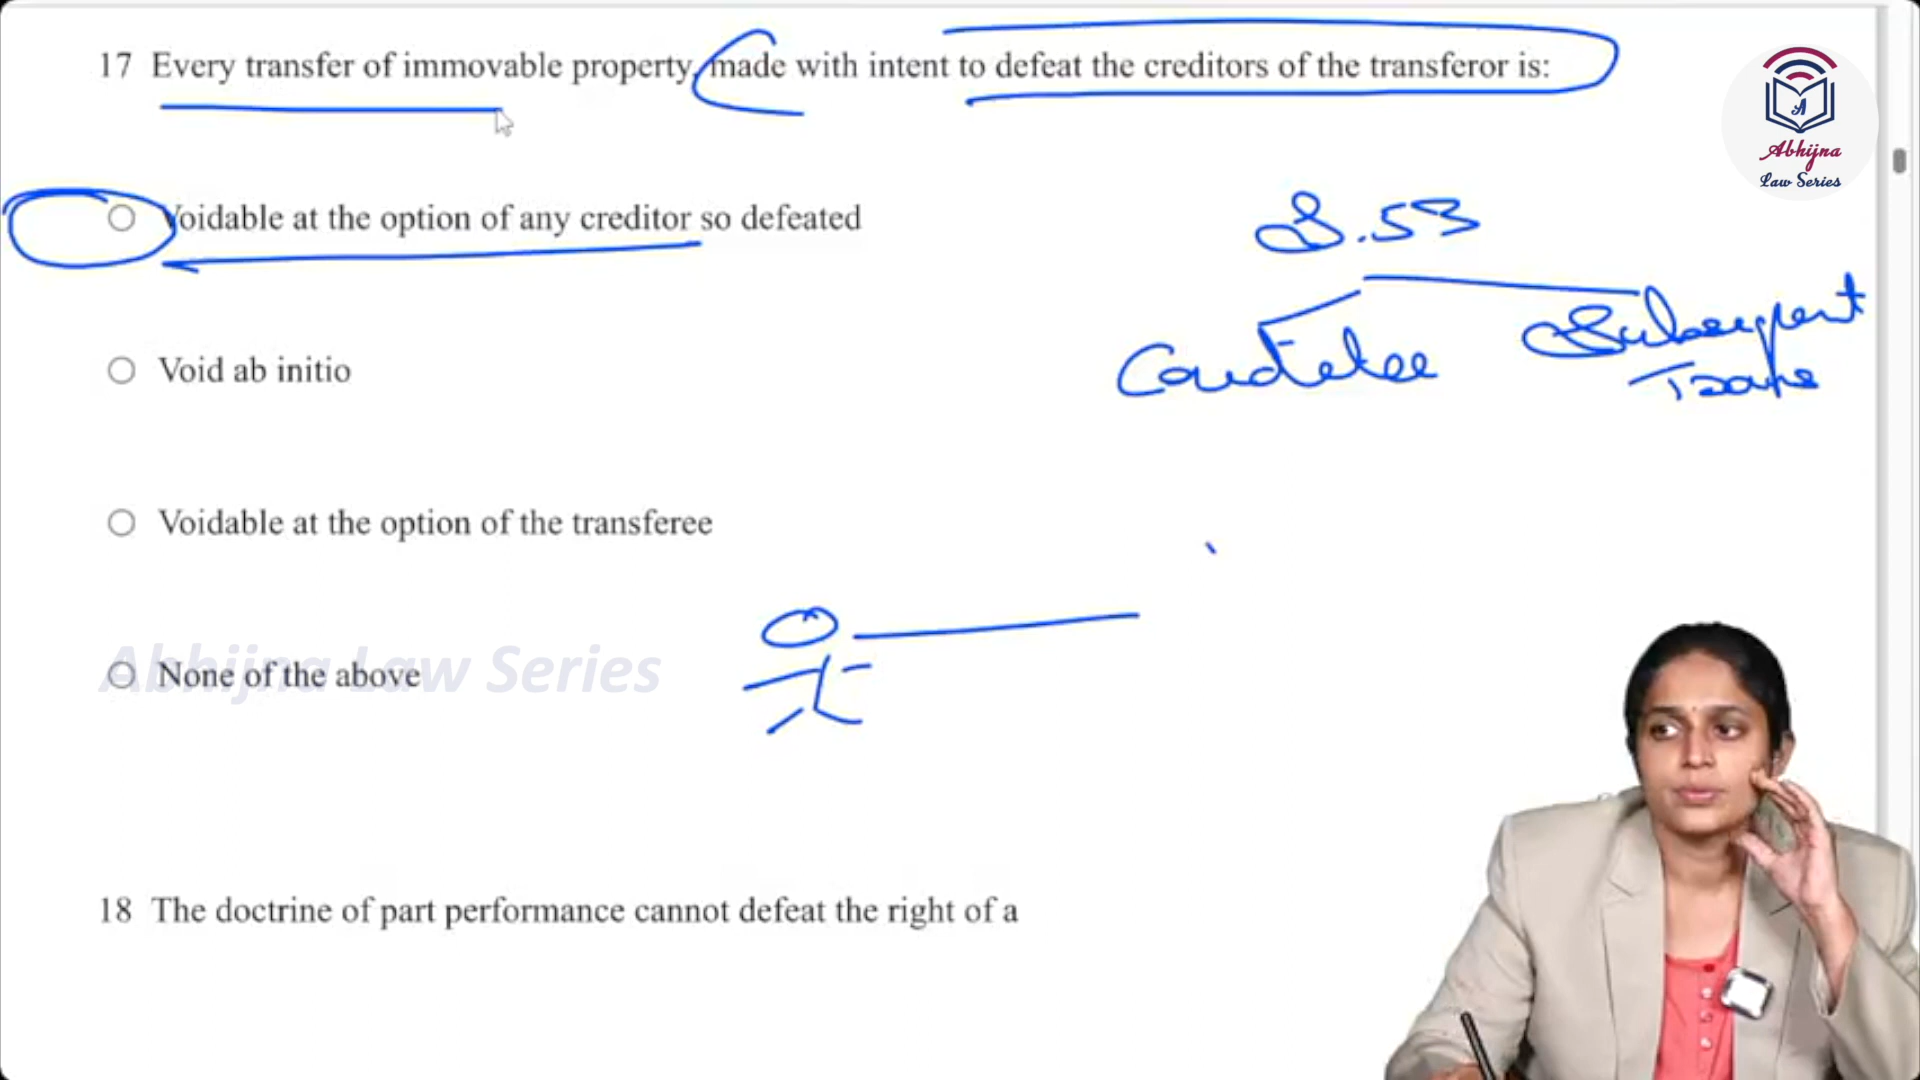 17 Every transfer of immovable property, made with intent to defeat the creditors of the transferor is:
A
Abhijna
Law Series
Voidable at the option of any creditor so defeated
S.53
Subsequent
Trans
Void ab initio
Voidable at the option of the transferee
Abhijna Law Series
None of the above
18 The doctrine of part performance cannot defeat the right of a